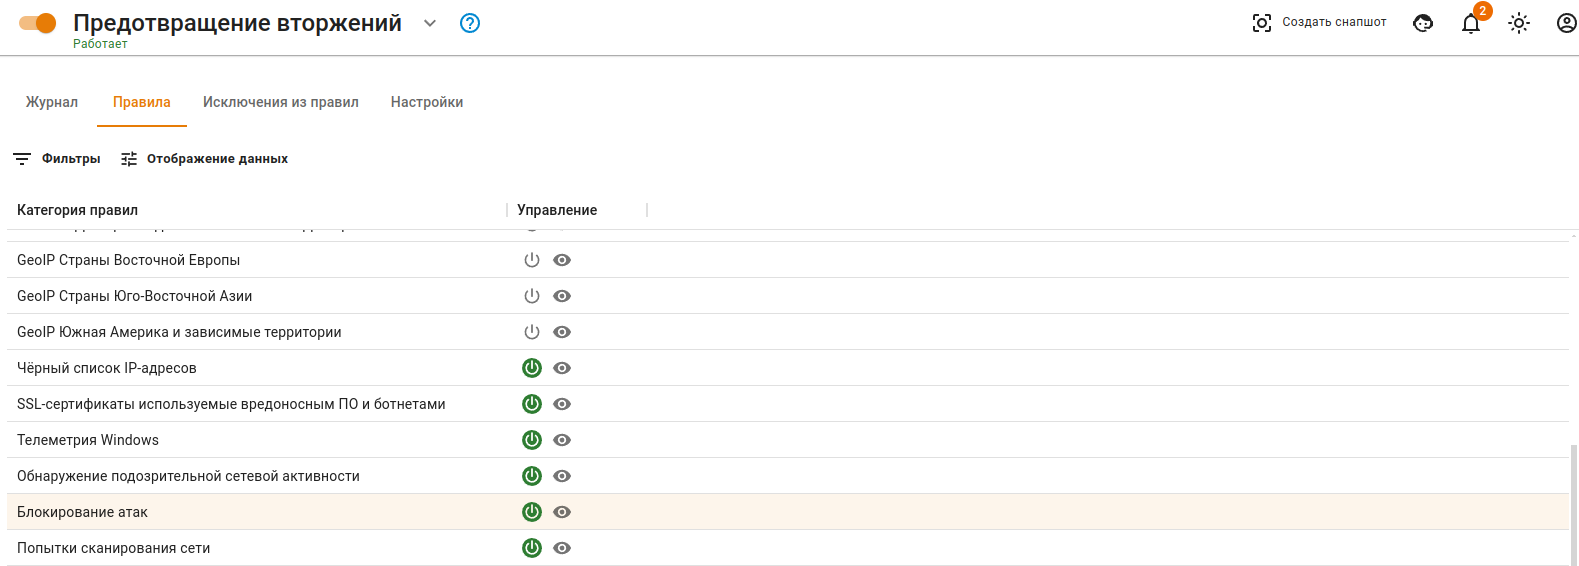 Предотвращение вторжений
Работает
Создать снапшот
2
Журнал
Правила
Исключения из правил
Настройки
Фильтры
Отображение данных
Категория правил
Управление
GeoIP Страны Восточной Европы
GeoIP Страны Юго-Восточной Азии
GeoIP Южная Америка и зависимые территории
Чёрный список IP-адресов
SSL-сертификаты используемые вредоносным ПО и ботнетами
Телеметрия Windows
Обнаружение подозрительной сетевой активности
Блокирование атак
Попытки сканирования сети